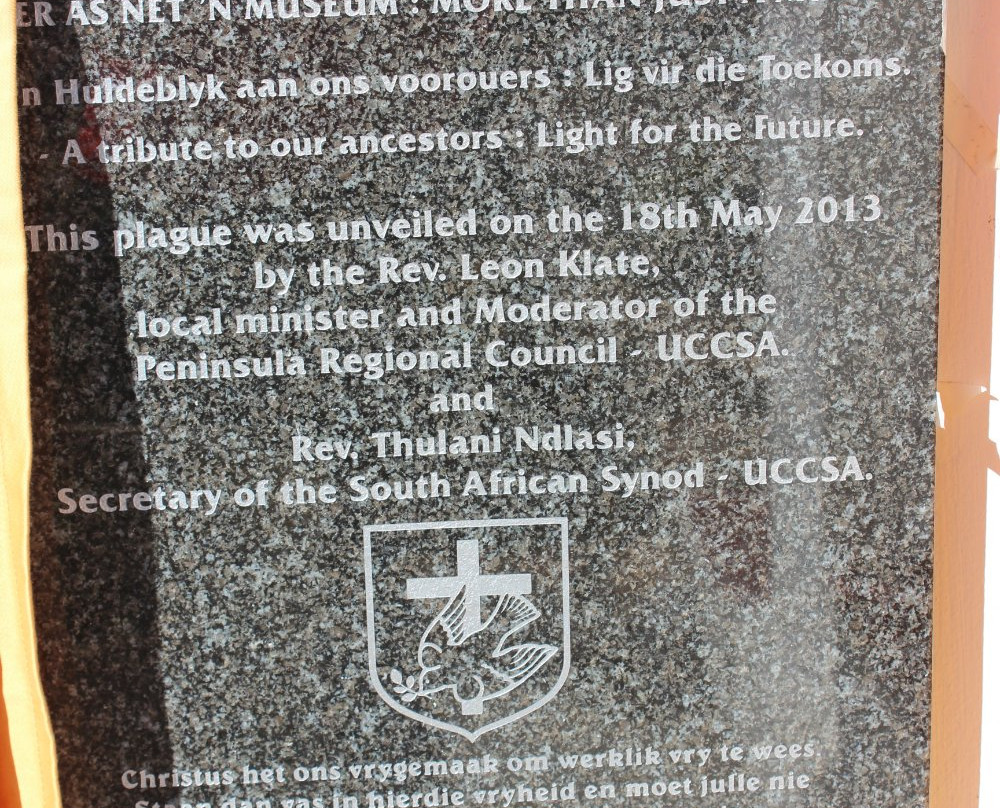 ER AS NET 'N MUSEUM : MORE THAN JUST
n Huldeblyk aan ons voorouers : Lig vir die Toekoms.
- A tribute to our ancestors : Light for the Future.
This plague was unveiled on the 18th May 2013
by the Rev. Leon Klate,
local minister and Moderator of the
Peninsula Regional Council - UCCSA.
and
Rev. Thulani Ndlasi,
Secretary of the South African Synod - UCCSA.
Christus het ons vrygemaak om werklik vry te wees.
Staan dan vas in hierdie vryheid en moet julle nie